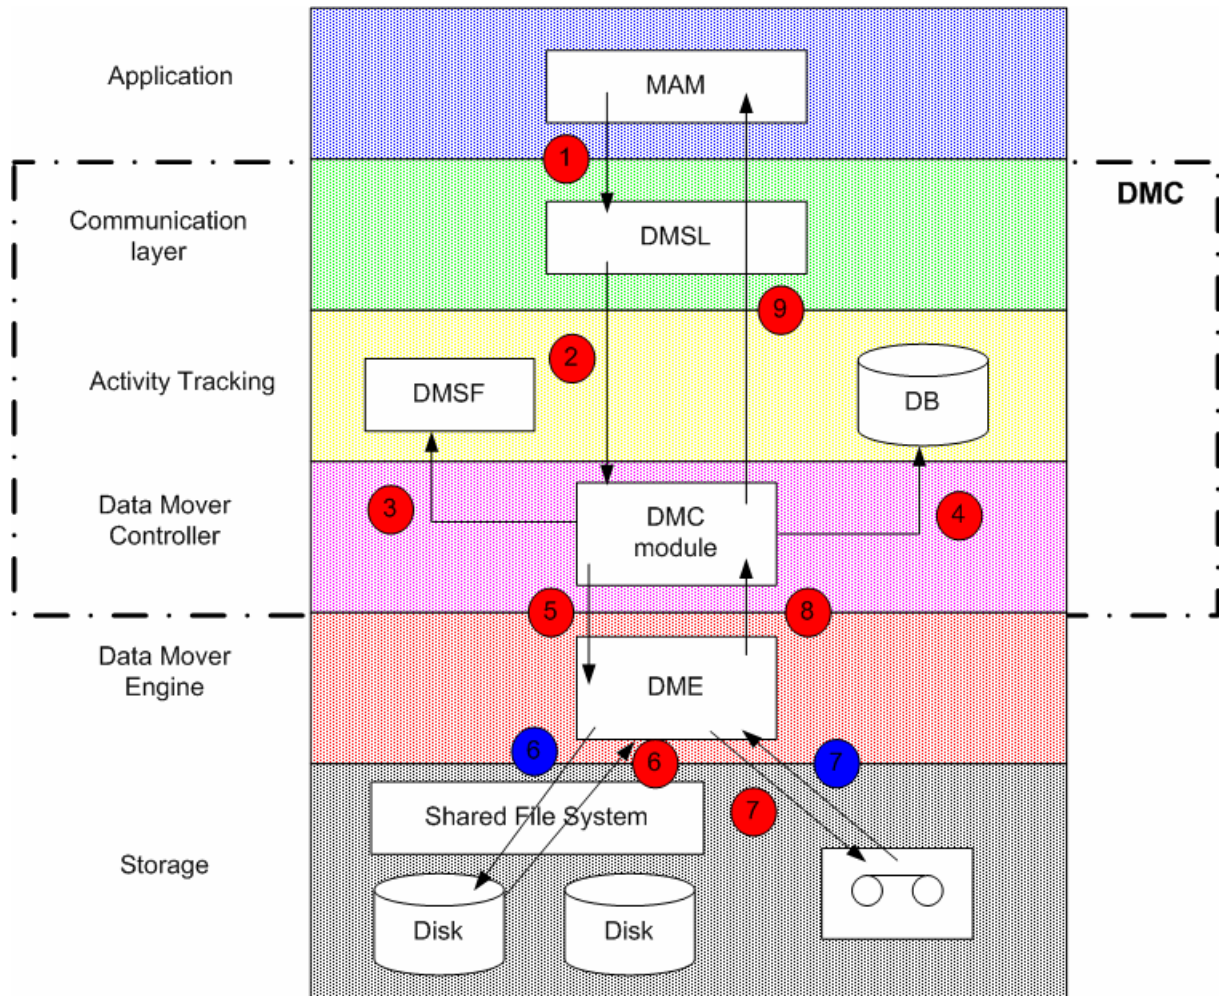 Application
MAM
1
DMC
Communication
layer
DMSL
9
2
Activity Tracking
DMSF
DB
Data Mover
Controller
3
DMC
module
4
5
8
Data Mover
Engine
DME
6
6
7
7
Shared File System
Storage
Disk
Disk